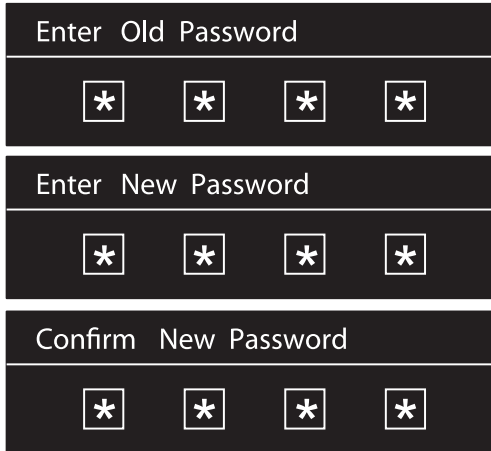 Enter Old Password
* * * *
Enter New Password
* * * *
Confirm New Password
* * * *